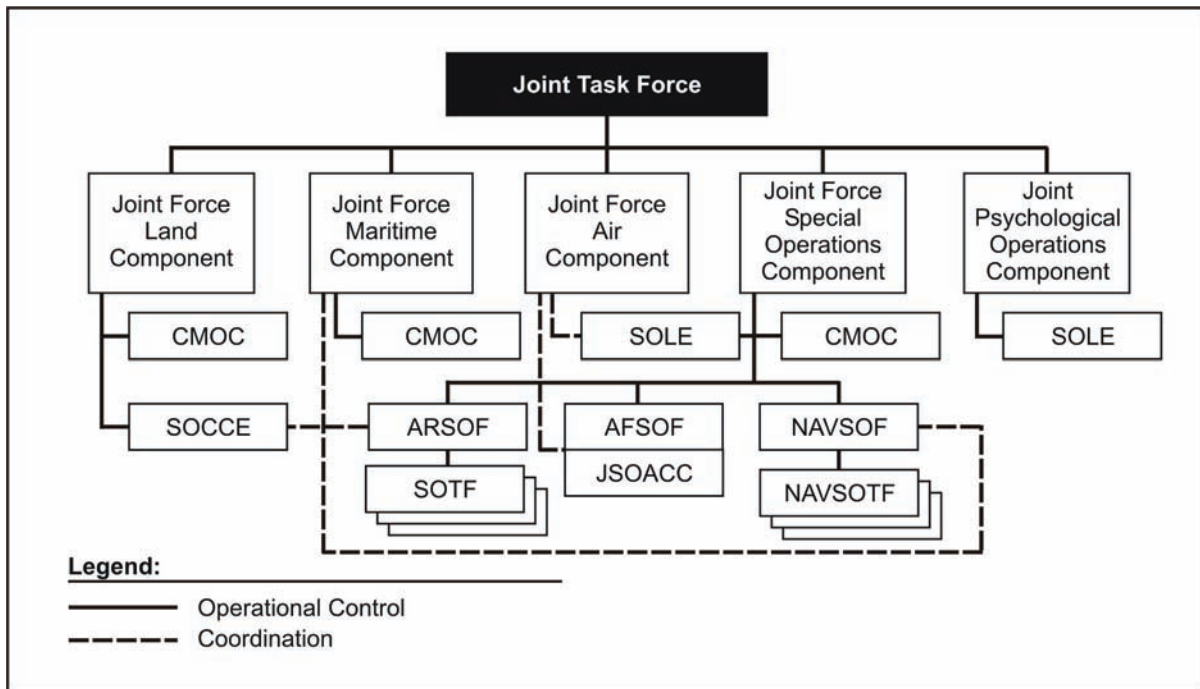 Joint Task Force
Joint Force
Land
Component
Joint Force
Maritime
Component
Joint Force
Air
Component
Joint Force
Special
Operations
Component
Joint
Psychological
Operations
Component
CMOC
CMOC
SOLE
CMOC
SOLE
SOCCE
ARSOF
AFSOF
NAVSOF
JSOACC
SOTF
NAVSOTF
Legend:
Operational Control
Coordination